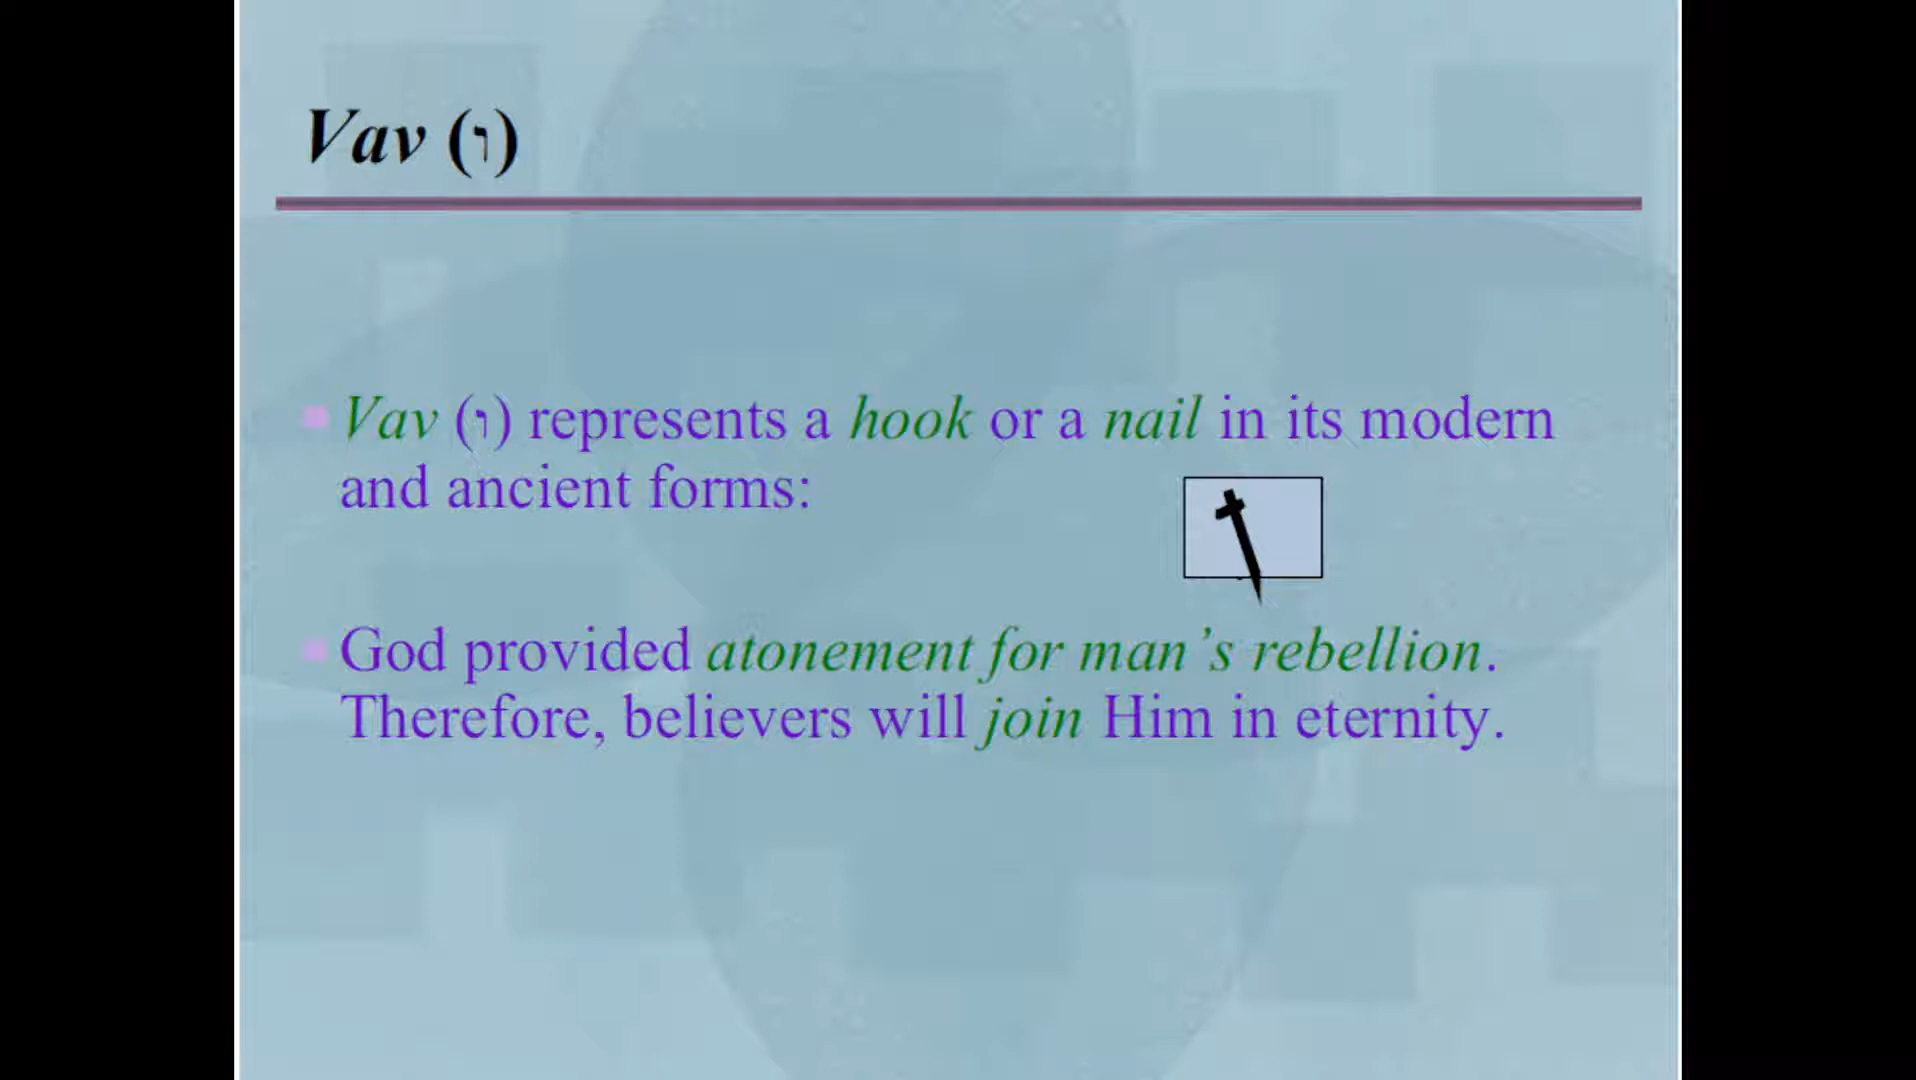 Vav (ו)
Vav (ו) represents a hook or a nail in its modern
and ancient forms:
God provided atonement for man’s rebellion.
Therefore, believers will join Him in eternity.